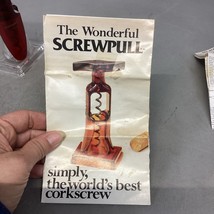 The Wonderful
SCREWPULL
simply,
the world's best
corkscrew